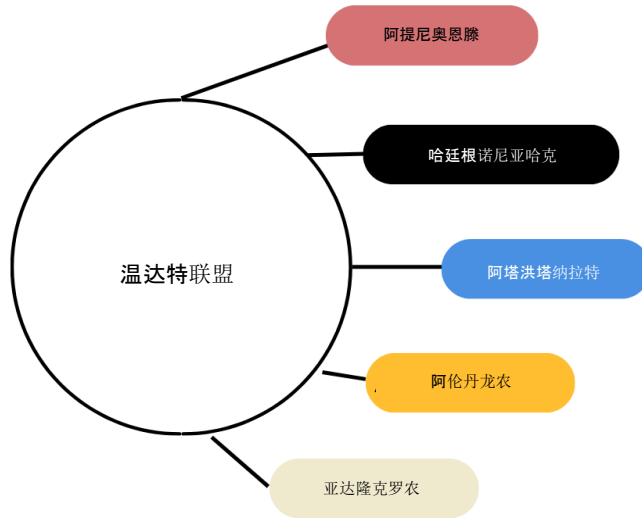 阿提尼奥恩滕
哈廷根诺尼亚哈克
温达特联盟
阿塔洪塔纳拉特
阿伦丹龙农
亚达隆克罗农